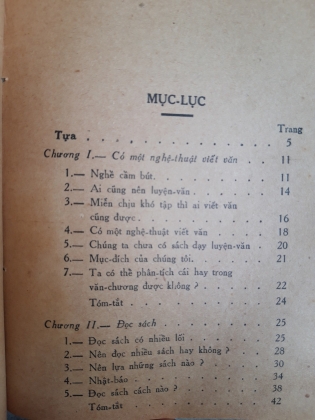 MỤC-LỤC
Trang
Tựa . . . . . . . . . . . 5
Chương I.— Có một nghệ-thuật viết văn . . 11
1.— Nghề cầm bút. . . . . . . . 11
2.— Ai cũng nên luyện-văn . . . . . 14
3.— Miễn chịu khó tập thì ai viết văn
cũng được . . . . . . . . . 16
4.— Có một nghệ-thuật viết văn . . . 18
5.— Chúng ta chưa có sách dạy luyện-văn . 20
6.— Mục-đích của chúng tôi. . . . . 21
7.— Ta có thể phân-tích cái hay trong
văn-chương được không ? . . . . 22
Tóm-tắt . . . . . . . . . 24
Chương II.— Đọc sách . . . . . . . 25
1.— Đọc sách có nhiều lối . . . . . 25
2.— Nên đọc nhiều sách hay không ? . . 28
3.— Nên lựa những sách nào ? . . . . 30
4.— Nhật-báo . . . . . . . . 34
5.— Đọc sách cách nào ? . . . . . 38
Tóm-tắt . . . . . . . . . 42